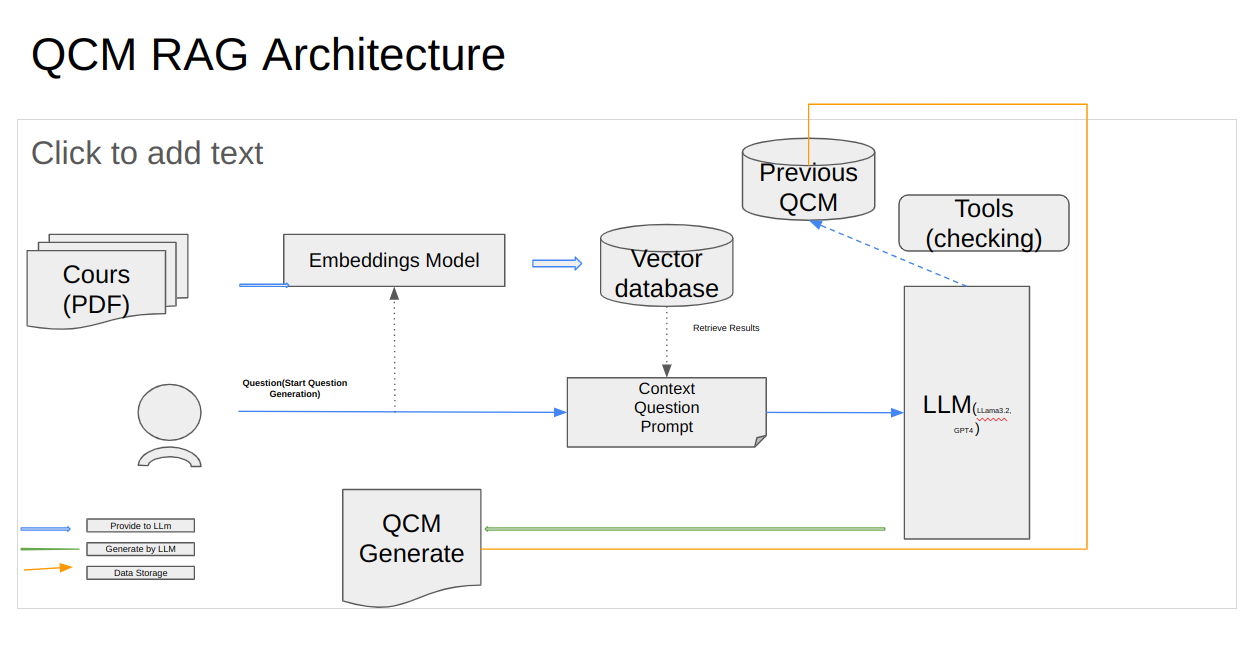 QCM RAG Architecture
Click to add text
Previous
QCM
Tools
(checking)
Cours
(PDF)
Embeddings Model
Vector
database
Retrieve Results
Question(Start Question
Generation)
Context
Question
Prompt
LLM(LLama3.2,
GPT4 )
QCM
Generate
Provide to LLm
Generate by LLM
Data Storage